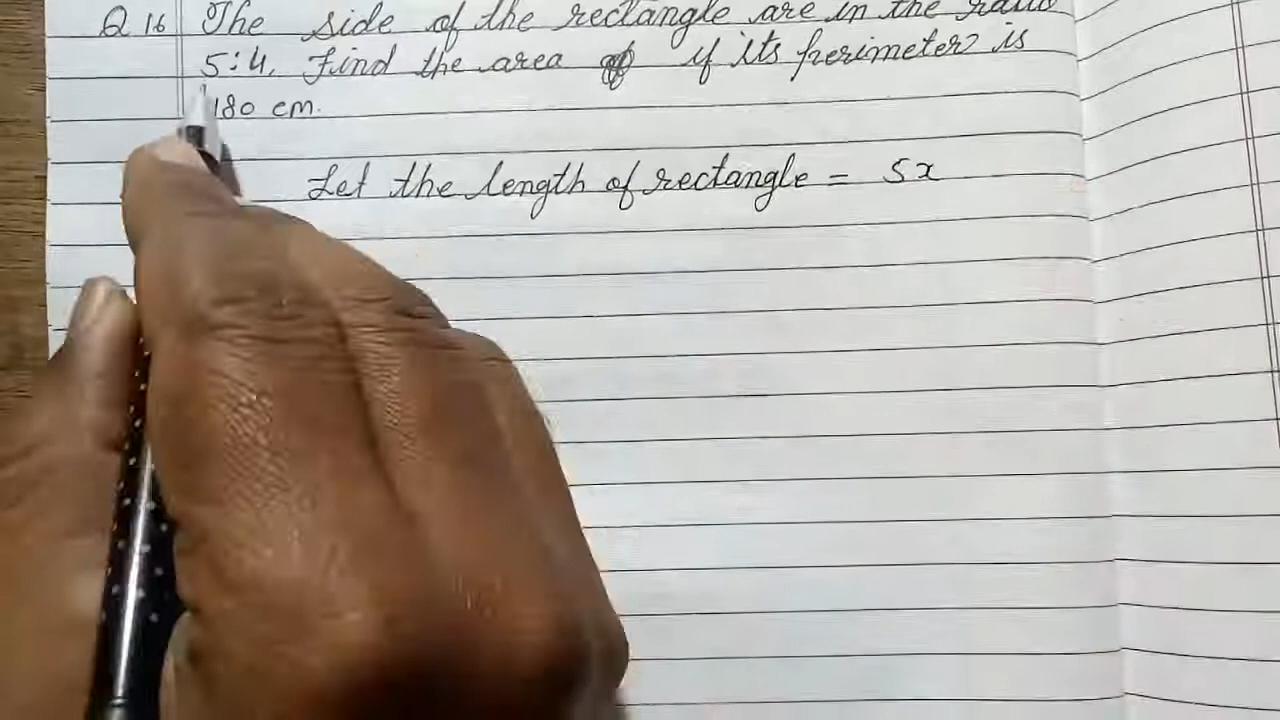 Q 16 The side of the rectangle are in the ratio
5:4. Find the area of if its perimeter is
180 cm.
Let the length of rectangle = 5x